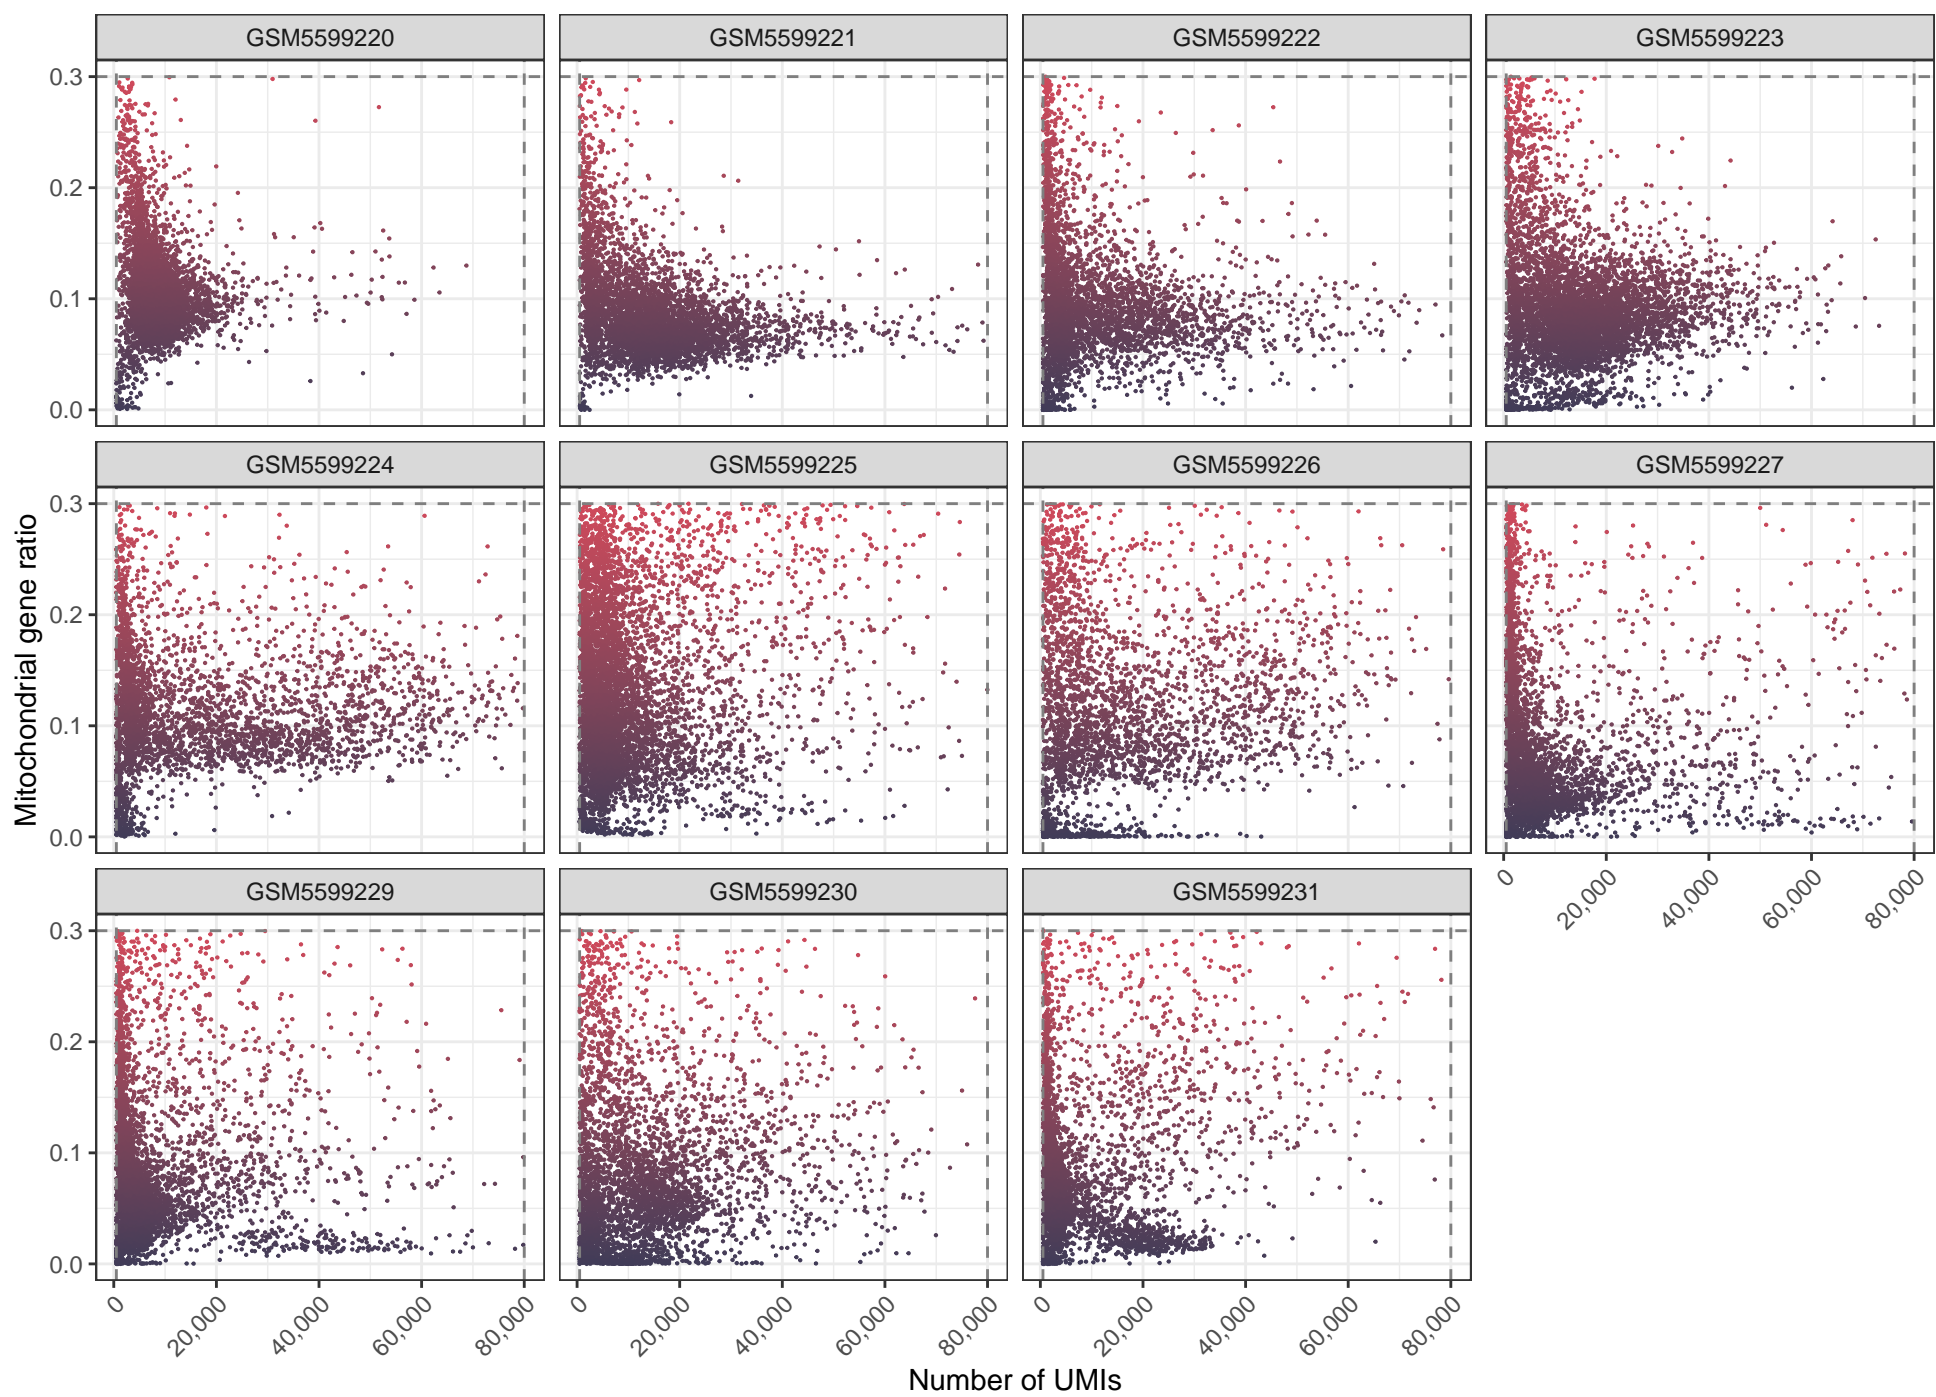 GSM5599220 GSM5599221 GSM5599222 GSM5599223
0.3
0.2
0.1
0.0
GSM5599224 GSM5599225 GSM5599226 GSM5599227
Mitochondrial gene ratio
0.3
0.2
0.1
0.0
0 20,000 40,000 60,000 80,000
GSM5599229 GSM5599230 GSM5599231
0.3
0.2
0.1
0.0
0 20,000 40,000 60,000 80,000 0 20,000 40,000 60,000 80,000 0 20,000 40,000 60,000 80,000
Number of UMIs